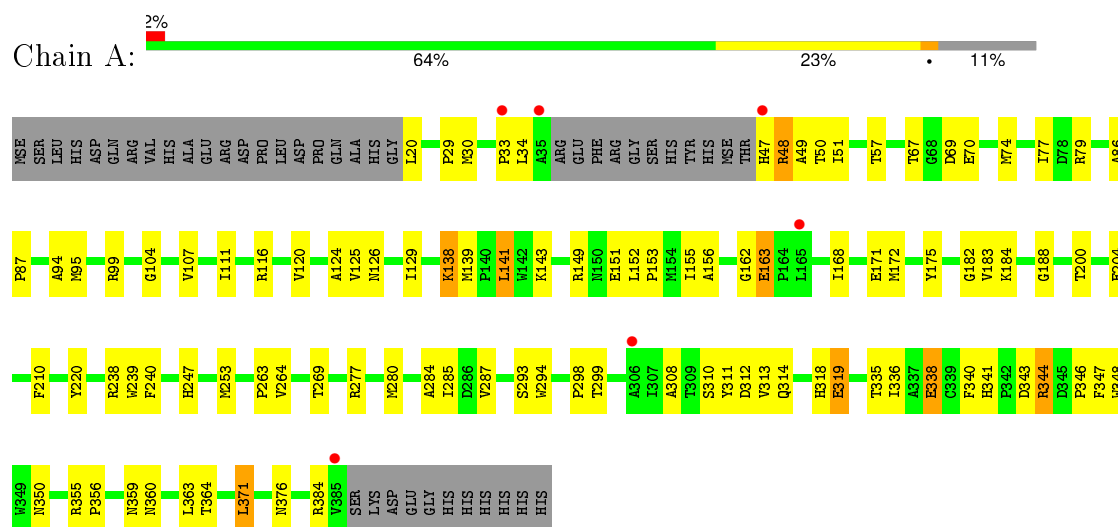 2%
Chain A:
64% 23% • 11%
MSE SER LEU HIS ASP GLN ARG VAL HIS ALA GLU ARG ASP PRO LEU ASP PRO GLN ALA HIS GLY L20 P29 M30 P33 L34 A35 ARG GLU PHE ARG GLY SER HIS TYR HIS MSE THR H47 R48 A49 T50 I51 T57 T67 G68 D69 E70 M74 I77 D78 R79 A86
P87 A94 M95 R99 G104 V107 I111 R116 V120 A124 V125 N126 I129 K138 M139 P140 L141 W142 K143 R149 N150 E151 L152 P153 M154 I155 A156 G162 E163 P164 L165 I168 E171 M172 Y175 G182 V183 K184 G188 T200
F210 Y220 R238 W239 F240 H247 M253 P263 V264 T269 R277 M280 A284 I285 D286 V287 S293 W294 P298 T299 A306 I307 A308 T309 S310 Y311 D312 V313 Q314 H318 E319 T335 I336 A337 E338 C339 F340 H341 P342 D343 R344 D345 P346 F347 W348
W349 N350 R355 P356 N359 N360 L363 T364 L371 N376 R384 V385 SER LYS ASP GLU GLY HIS HIS HIS HIS HIS HIS